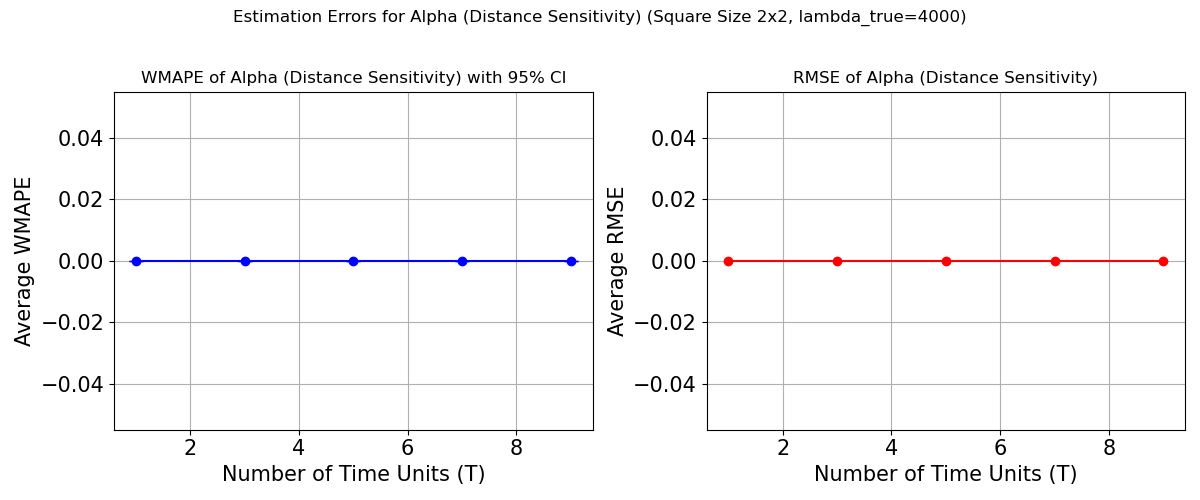 Estimation Errors for Alpha (Distance Sensitivity) (Square Size 2x2, lambda_true=4000)
WMAPE of Alpha (Distance Sensitivity) with 95% CI
Average WMAPE
0.04
0.02
0.00
−0.02
−0.04
2 4 6 8
Number of Time Units (T)
RMSE of Alpha (Distance Sensitivity)
Average RMSE
0.04
0.02
0.00
−0.02
−0.04
2 4 6 8
Number of Time Units (T)